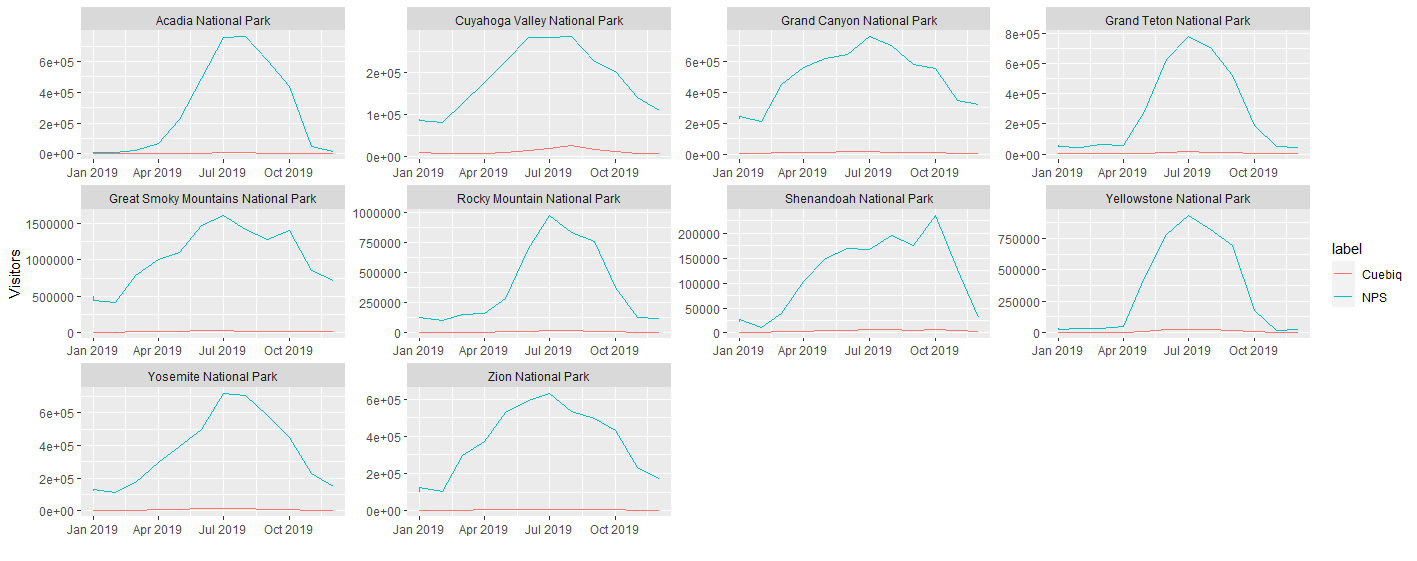 Acadia National Park Cuyahoga Valley National Park Grand Canyon National Park Grand Teton National Park
8e+05
6e+05 2e+05 6e+05 6e+05
4e+05 4e+05 4e+05
2e+05 1e+05 2e+05 2e+05
0e+00 0e+00 0e+00 0e+00
Jan 2019 Apr 2019 Jul 2019 Oct 2019 Jan 2019 Apr 2019 Jul 2019 Oct 2019 Jan 2019 Apr 2019 Jul 2019 Oct 2019 Jan 2019 Apr 2019 Jul 2019 Oct 2019
Great Smoky Mountains National Park Rocky Mountain National Park Shenandoah National Park Yellowstone National Park
1500000 1000000 200000 750000
1000000 750000 150000 500000
500000 500000 100000 250000
0 250000 50000 0
0 0
Jan 2019 Apr 2019 Jul 2019 Oct 2019 Jan 2019 Apr 2019 Jul 2019 Oct 2019 Jan 2019 Apr 2019 Jul 2019 Oct 2019 Jan 2019 Apr 2019 Jul 2019 Oct 2019
Yosemite National Park Zion National Park
6e+05 6e+05
4e+05 4e+05
2e+05 2e+05
0e+00 0e+00
Jan 2019 Apr 2019 Jul 2019 Oct 2019 Jan 2019 Apr 2019 Jul 2019 Oct 2019
Visitors
label
Cuebiq
NPS